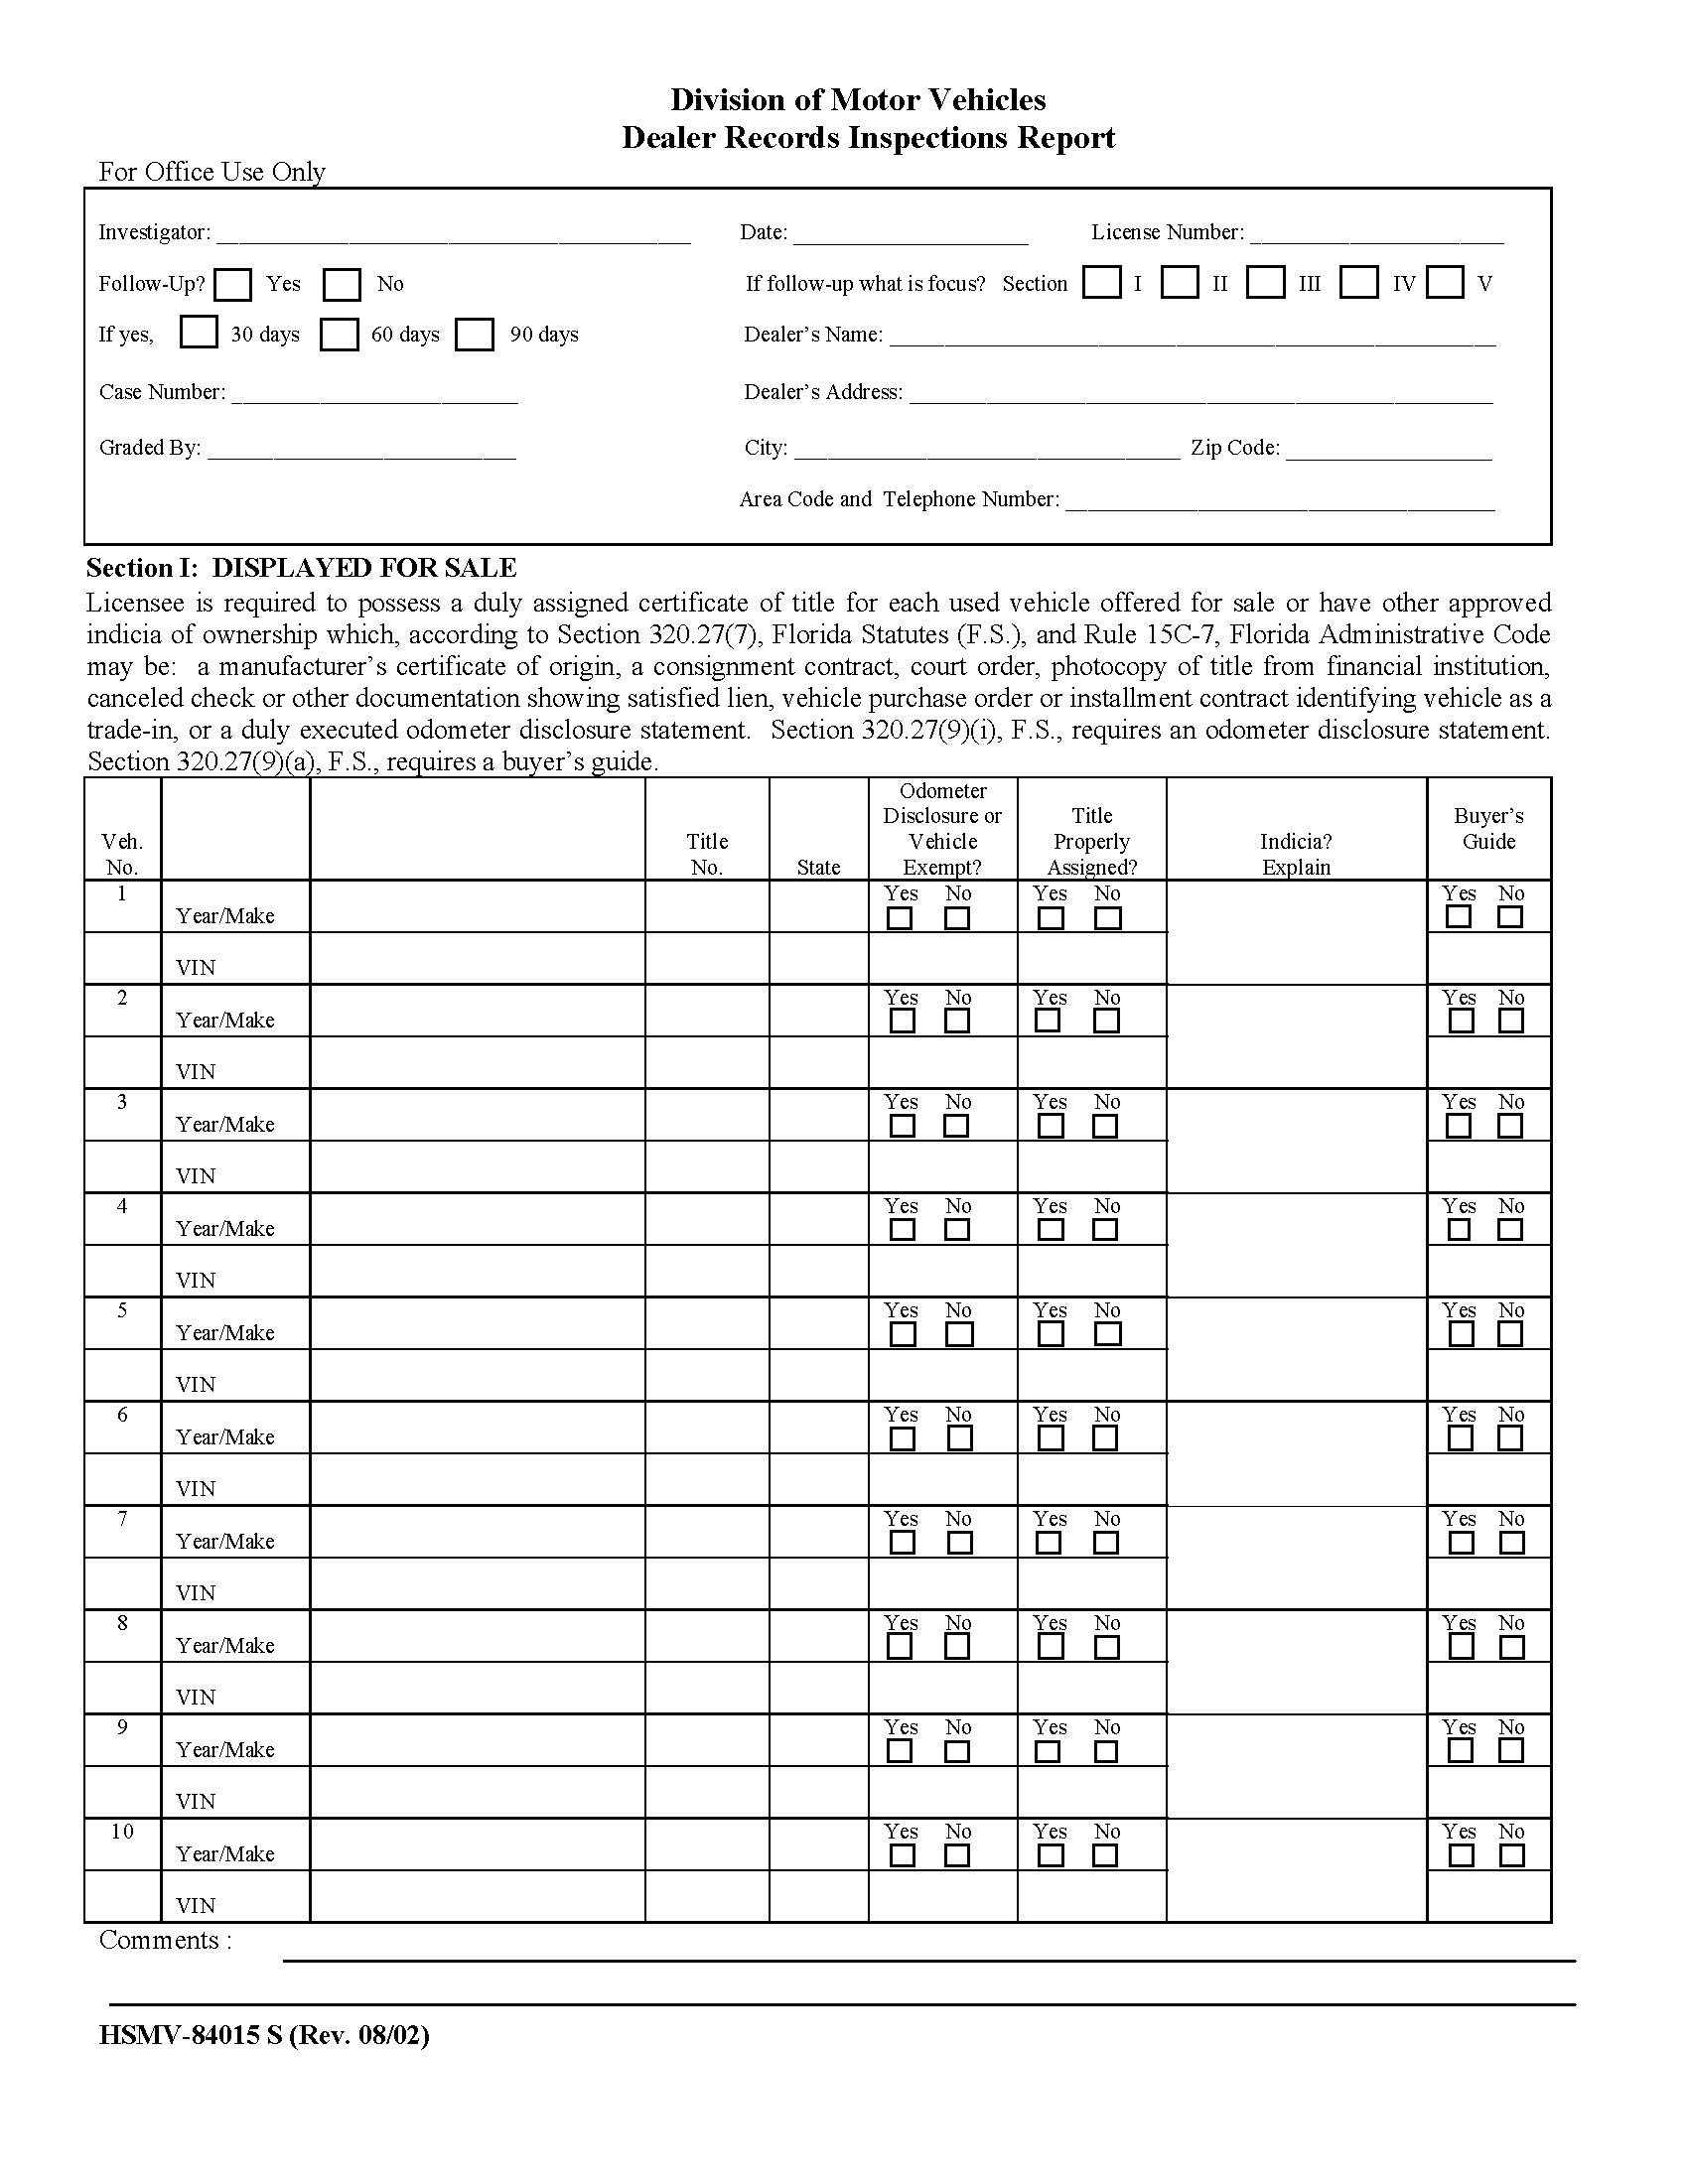 Division of Motor Vehicles
Dealer Records Inspections Report
For Office Use Only
Investigator: Date: License Number:
Follow-Up? Yes No If follow-up what is focus? Section I II III IV V
If yes, 30 days 60 days 90 days Dealer’s Name:
Case Number: Dealer’s Address:
Graded By: City: Zip Code:
Area Code and Telephone Number:
Section I: DISPLAYED FOR SALE
Licensee is required to possess a duly assigned certificate of title for each used vehicle offered for sale or have other approved
indicia of ownership which, according to Section 320.27(7), Florida Statutes (F.S.), and Rule 15C-7, Florida Administrative Code
may be: a manufacturer’s certificate of origin, a consignment contract, court order, photocopy of title from financial institution,
canceled check or other documentation showing satisfied lien, vehicle purchase order or installment contract identifying vehicle as a
trade-in, or a duly executed odometer disclosure statement. Section 320.27(9)(i), F.S., requires an odometer disclosure statement.
Section 320.27(9)(a), F.S., requires a buyer’s guide.
Odometer
Disclosure or Title Buyer’s
Veh. Title Vehicle Properly Indicia? Guide
No. No. State Exempt? Assigned? Explain
1 Yes No Yes No Yes No
Year/Make
VIN
2 Yes No Yes No Yes No
Year/Make
VIN
3 Yes No Yes No Yes No
Year/Make
VIN
4 Yes No Yes No Yes No
Year/Make
VIN
5 Yes No Yes No Yes No
Year/Make
VIN
6 Yes No Yes No Yes No
Year/Make
VIN
7 Yes No Yes No Yes No
Year/Make
VIN
8 Yes No Yes No Yes No
Year/Make
VIN
9 Yes No Yes No Yes No
Year/Make
VIN
10 Yes No Yes No Yes No
Year/Make
VIN
Comments :
HSMV-84015 S (Rev. 08/02)